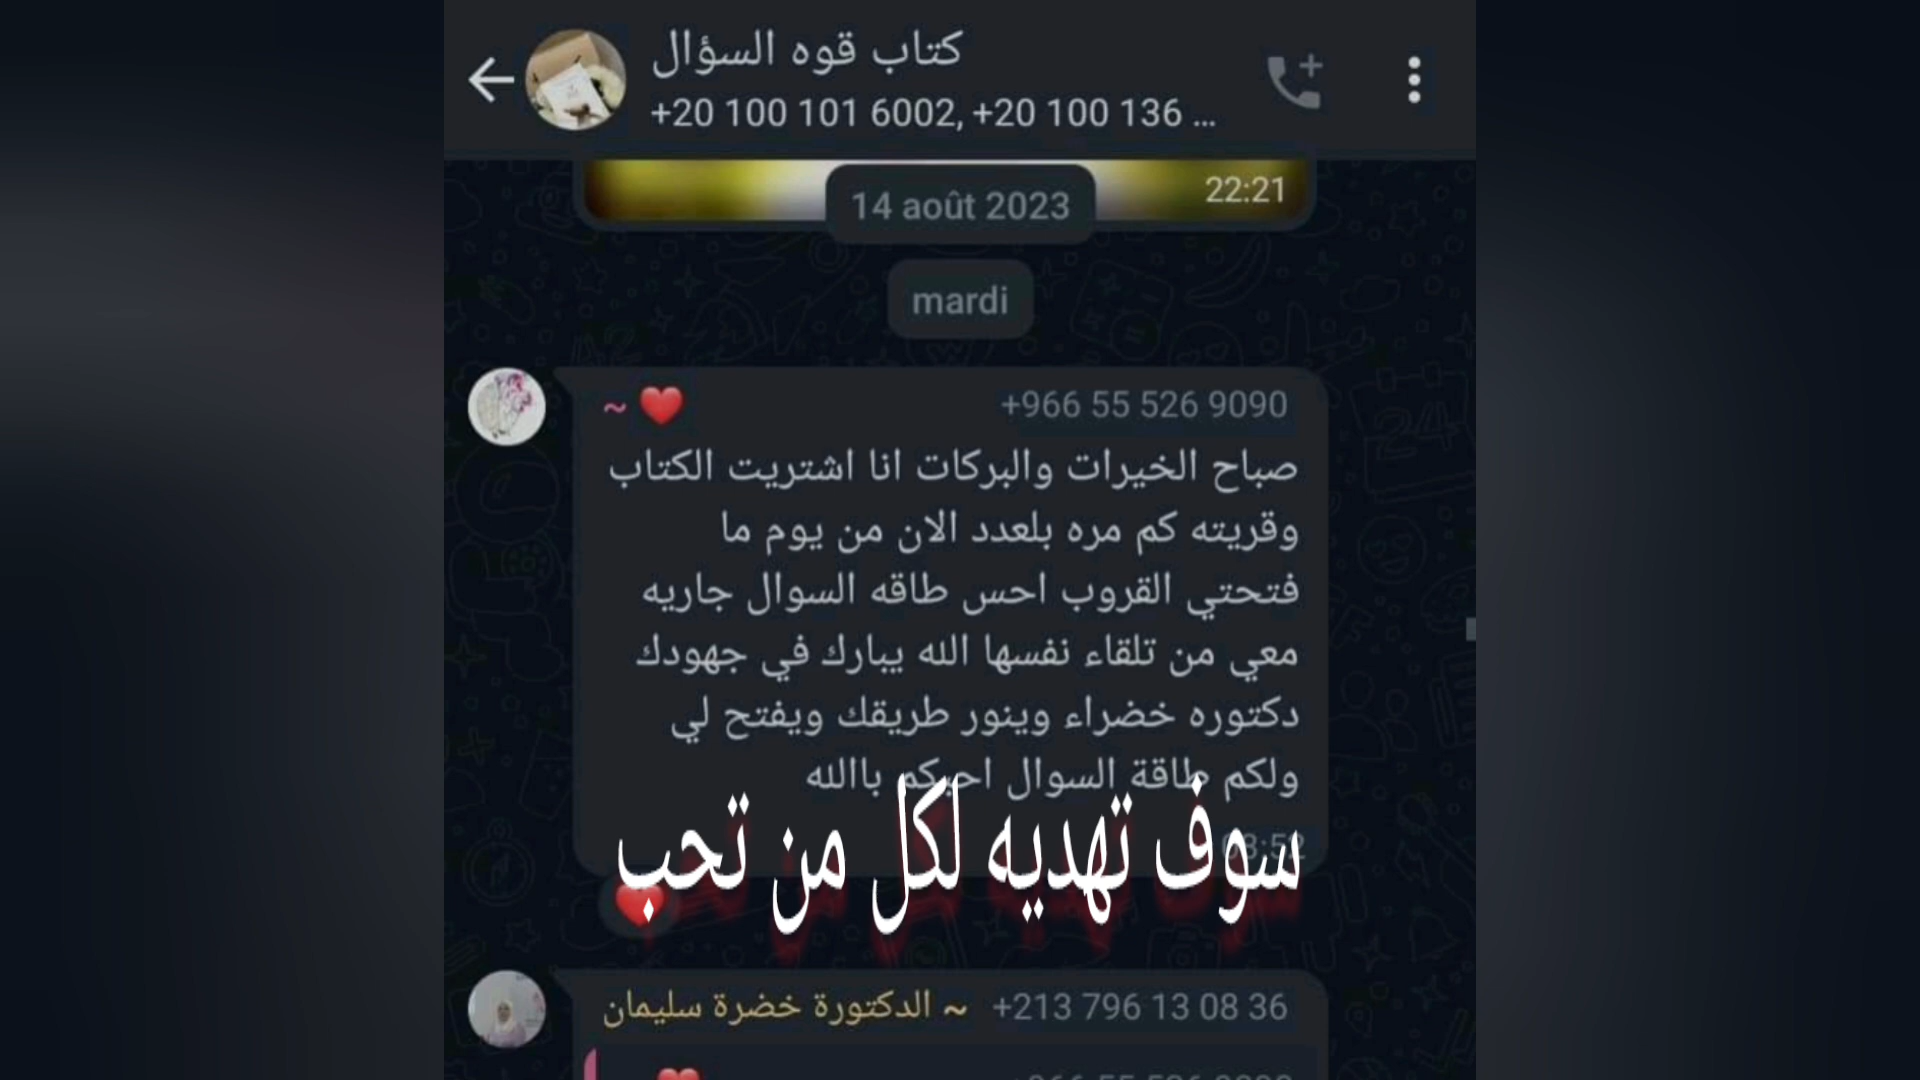 كتاب قوه السؤال
+20 100 101 6002, +20 100 136 ...
22:21
14 août 2023
mardi
~ ❤️ +966 55 526 9090
صباح الخيرات والبركات انا اشتريت الكتاب
وقريته كم مره بلعدد الان من يوم ما
فتحتي القروب احس طاقه السوال جاريه
معي من تلقاء نفسها الله يبارك في جهودك
دكتوره خضراء وينور طريقك ويفتح لي
ولكم طاقة السوال احبكم باالله
سوف تهديه لكل من تحب
~ الدكتورة خضرة سليمان +213 796 13 08 36